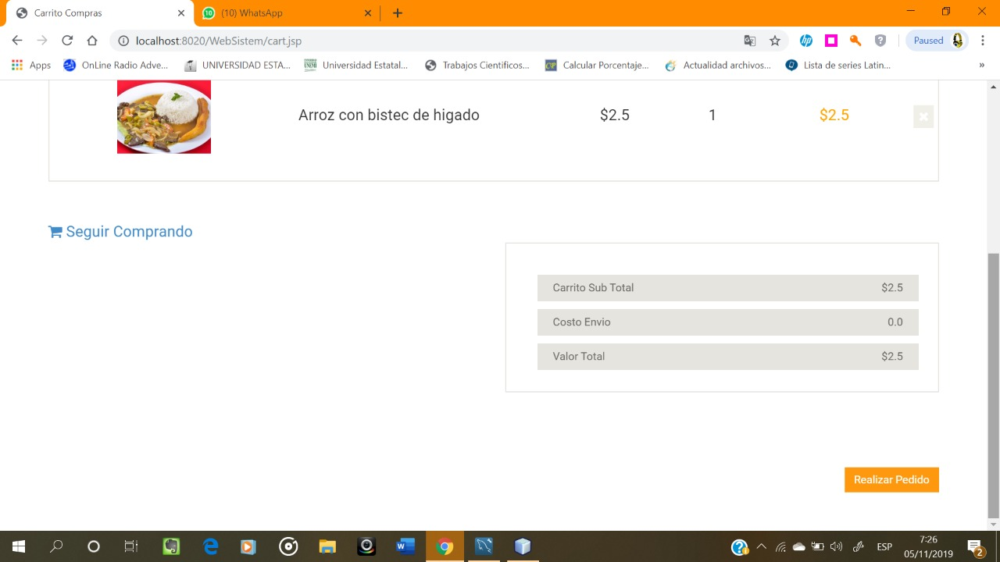 Carrito Compras
10
(10) WhatsApp
localhost:8020/WebSistem/cart.jsp
Paused
Apps
OnLine Radio Adve...
UNIVERSIDAD ESTA...
Universidad Estatal...
Trabajos Cientificos...
Calcular Porcentaje...
Actualidad archivos...
Lista de series Latin...
»
Arroz con bistec de higado $2.5 1 $2.5
Seguir Comprando
Carrito Sub Total $2.5
Costo Envio 0.0
Valor Total $2.5
Realizar Pedido
ESP
7:26
05/11/2019
2